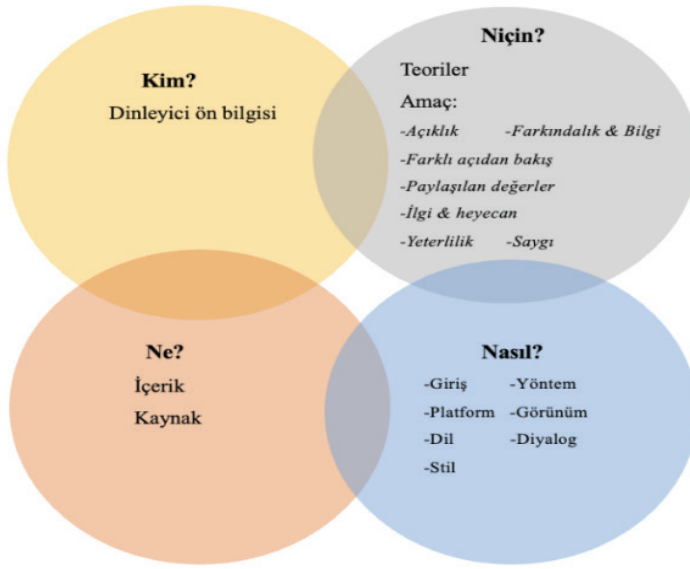 Kim?
Dinleyici ön bilgisi
Niçin?
Teoriler
Amaç:
-Açıklık -Farkındalık & Bilgi
-Farklı açıdan bakış
-Paylaşılan değerler
-İlgi & heyecan
-Yeterlilik -Saygı
Ne?
İçerik
Kaynak
Nasıl?
-Giriş -Yöntem
-Platform -Görünüm
-Dil -Diyalog
-Stil